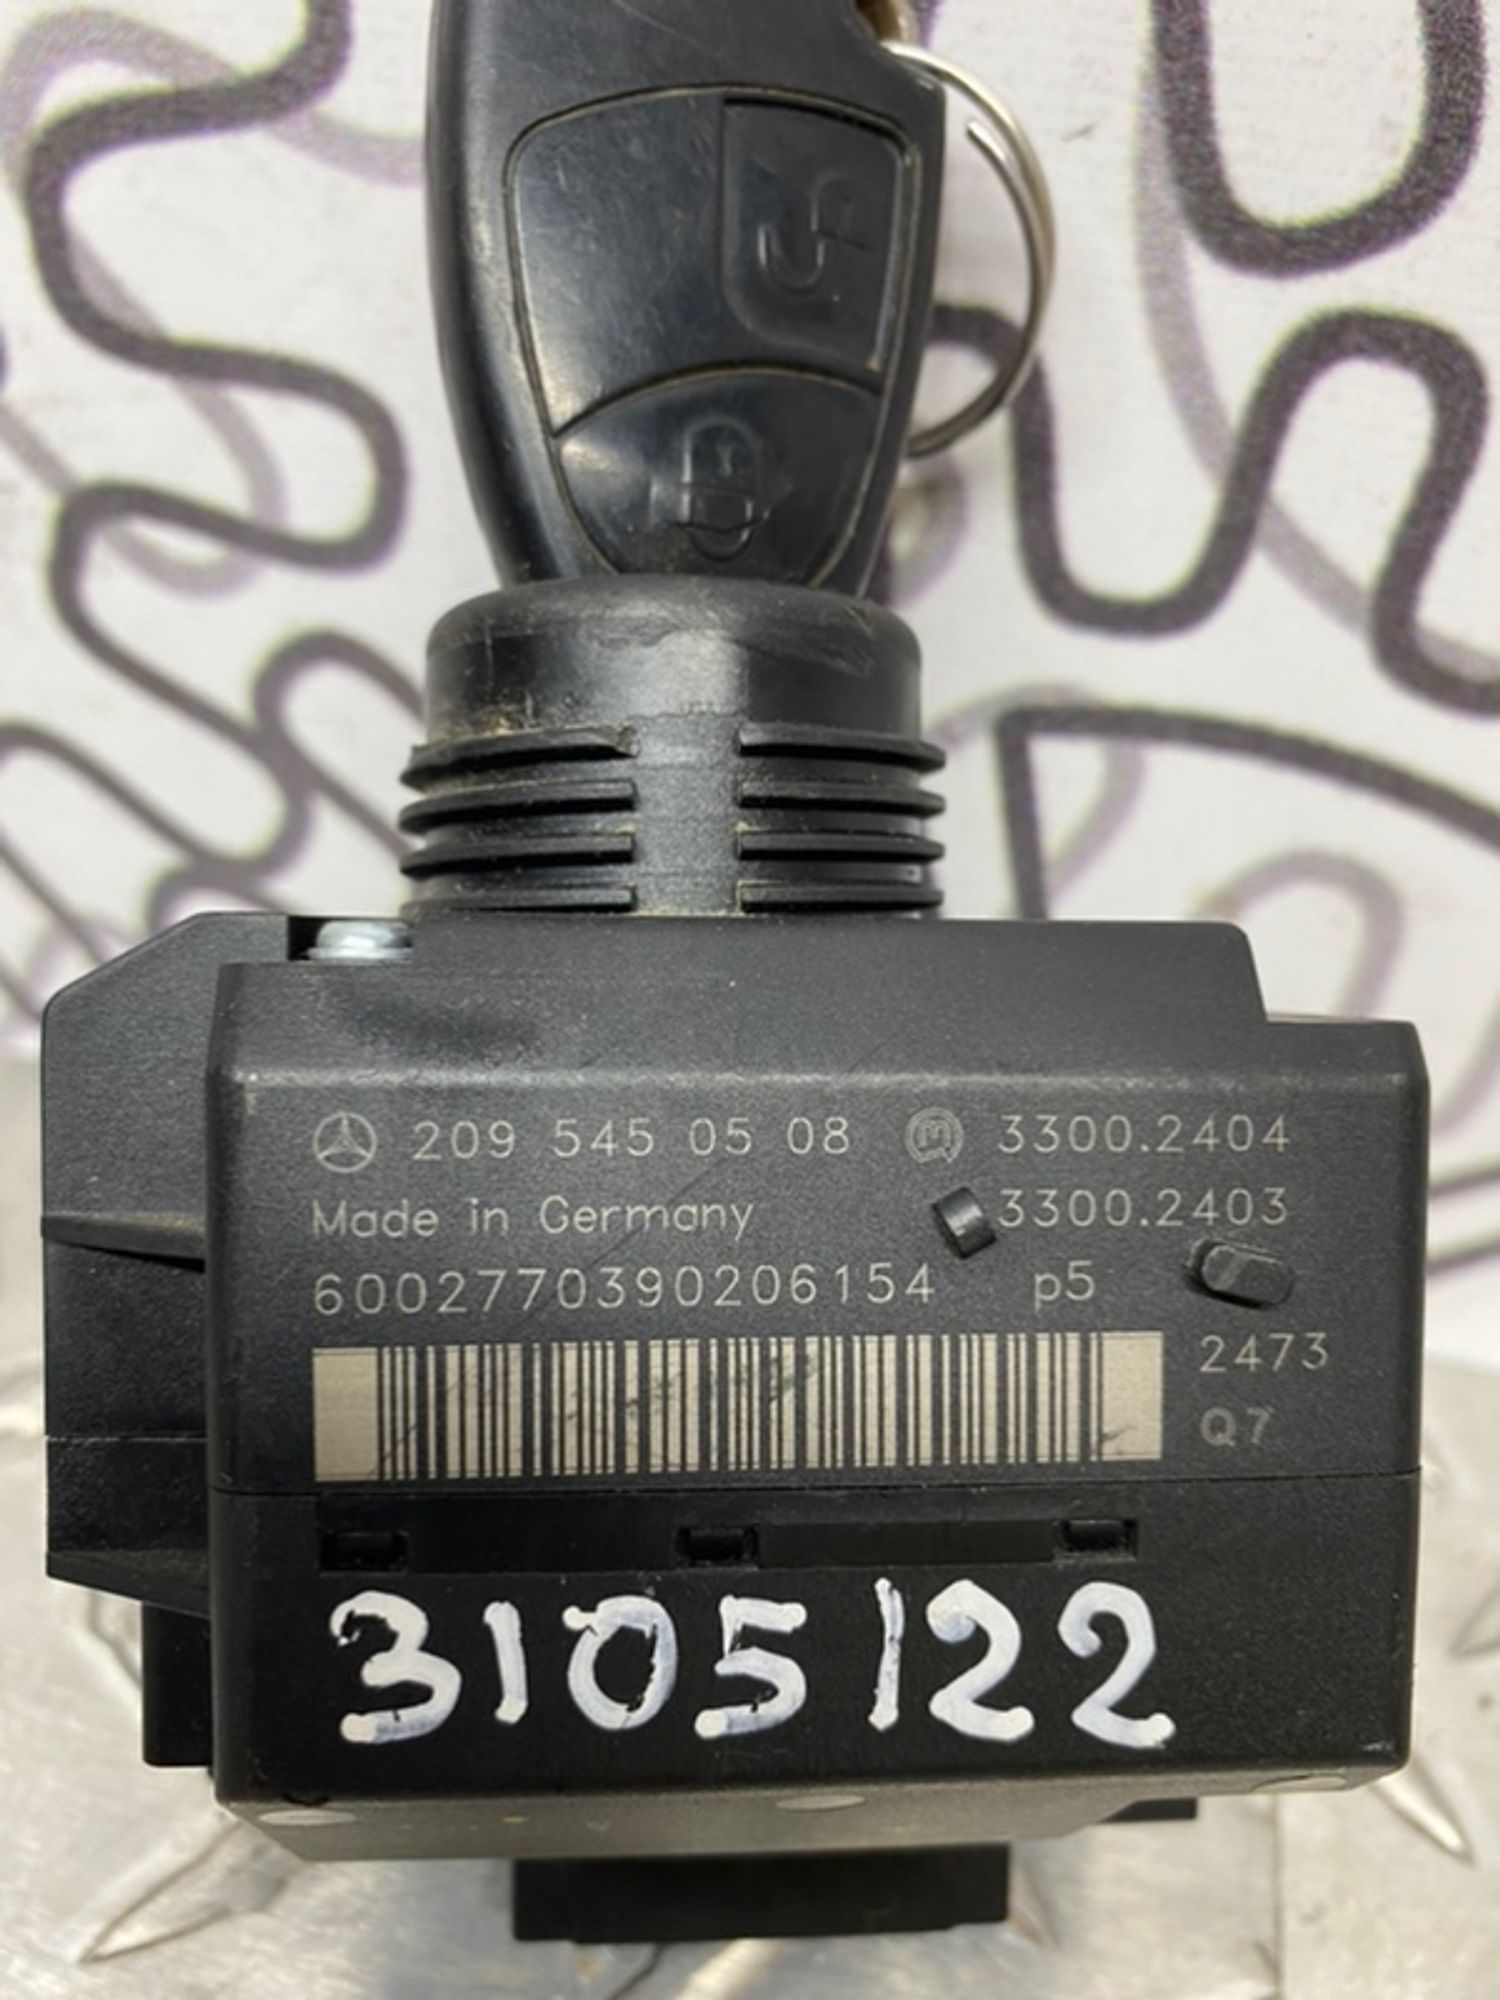 209 545 05 08 3300.2404
Made in Germany 3300.2403
6002770390206154 p5
2473
Q7
3105122